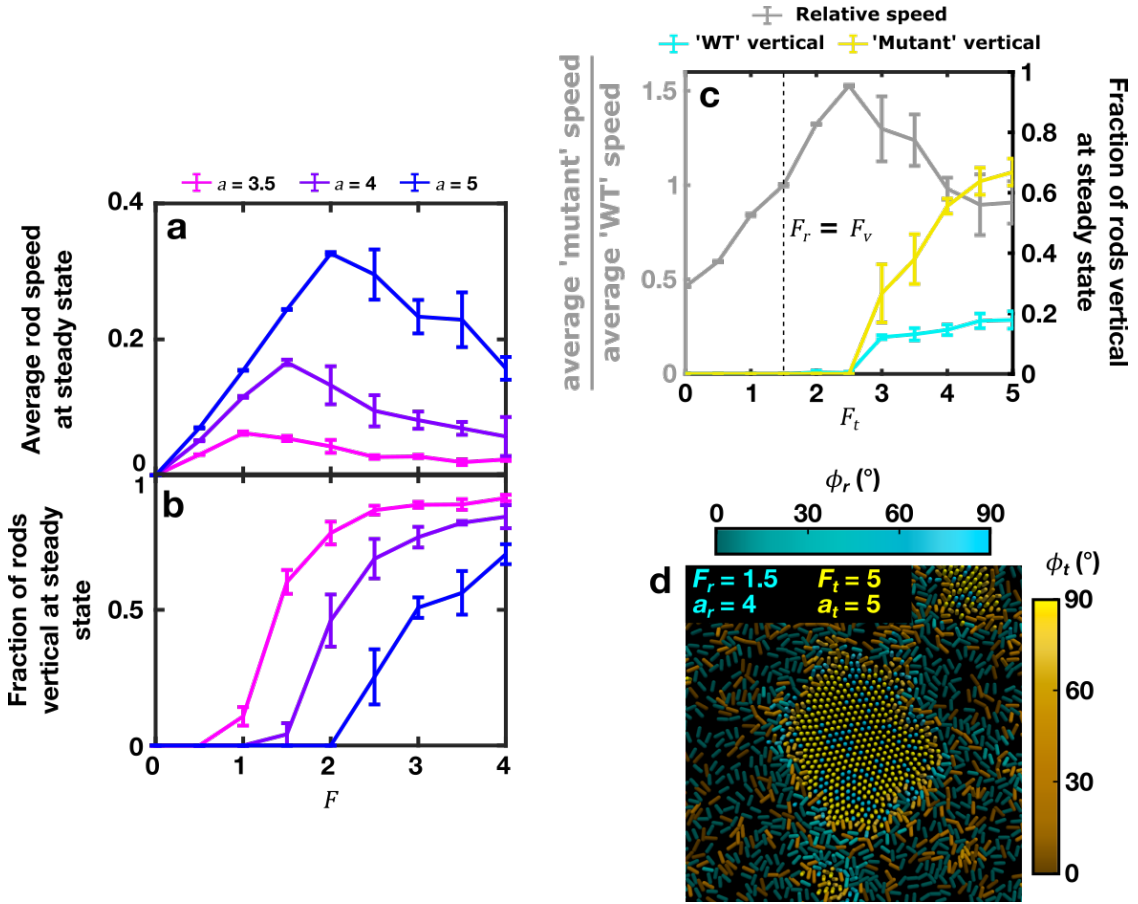 Relative speed
'WT' vertical 'Mutant' vertical
a = 3.5 a = 4 a = 5
a
0.4
0.2
0
Average rod speed
at steady state
b
1
0.5
0
Fraction of rods
vertical at steady
state
0 1 2 3 4
F
c
average 'mutant' speed
average 'WT' speed
1.5
1
0.5
0
F_r = F_v
1
0.8
0.6
0.4
0.2
0
Fraction of rods vertical
at steady state
0 1 2 3 4 5
F_t
ϕ_r (°)
0 30 60 90
d
F_r = 1.5 F_t = 5
a_r = 4 a_t = 5
ϕ_t (°)
90
60
30
0